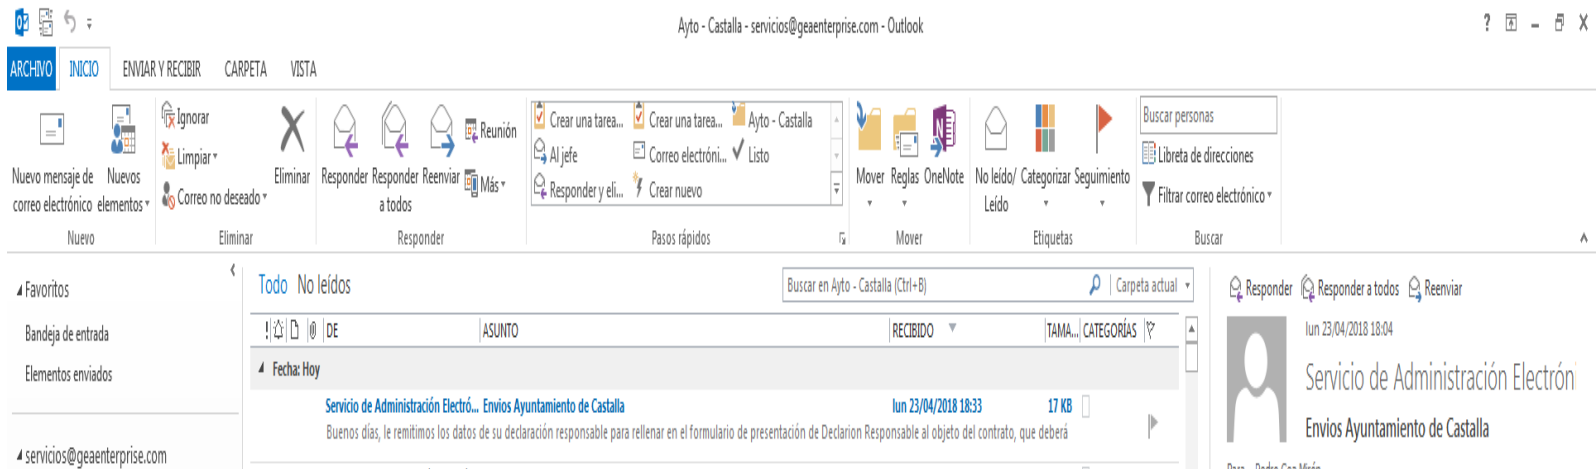 Ayto - Castalla - servicios@geaenterprise.com - Outlook
ARCHIVO INICIO ENVIAR Y RECIBIR CARPETA VISTA
Nuevo mensaje de correo electrónico
Nuevos elementos
Nuevo
Ignorar
Limpiar
Correo no deseado
Eliminar
Eliminar
Responder
Responder a todos
Reenviar
Reunión
Más
Responder
Crear una tarea... Crear una tarea... Ayto - Castalla
Al jefe Correo electróni... Listo
Responder y eli... Crear nuevo
Pasos rápidos
Mover Reglas OneNote
Mover
No leído/ Leído
Categorizar
Seguimiento
Etiquetas
Buscar personas
Libreta de direcciones
Filtrar correo electrónico
Buscar
Favoritos
Bandeja de entrada
Elementos enviados
servicios@geaenterprise.com
Todo No leídos
Buscar en Ayto - Castalla (Ctrl+B) Carpeta actual
DE ASUNTO RECIBIDO TAMA... CATEGORÍAS
Fecha: Hoy
Servicio de Administración Electró... Envios Ayuntamiento de Castalla lun 23/04/2018 18:33 17 KB
Buenos días, le remitimos los datos de su declaración responsable para rellenar en el formulario de presentación de Declarion Responsable al objeto del contrato, que deberá
Responder Responder a todos Reenviar
lun 23/04/2018 18:04
Servicio de Administración Electróni
Envios Ayuntamiento de Castalla